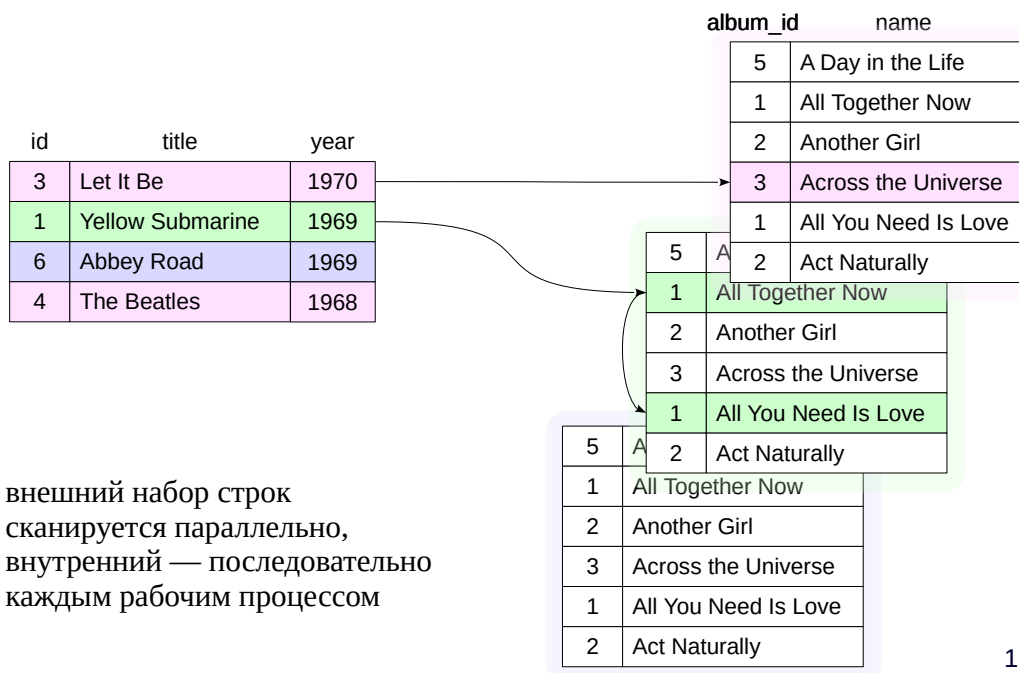 id title year
3 Let It Be 1970
1 Yellow Submarine 1969
6 Abbey Road 1969
4 The Beatles 1968
album_id name
5 A Day in the Life
1 All Together Now
2 Another Girl
3 Across the Universe
1 All You Need Is Love
2 Act Naturally
5 A
1 All Together Now
2 Another Girl
3 Across the Universe
1 All You Need Is Love
2 Act Naturally
5 A
1 All Together Now
2 Another Girl
3 Across the Universe
1 All You Need Is Love
2 Act Naturally
внешний набор строк
сканируется параллельно,
внутренний — последовательно
каждым рабочим процессом
1